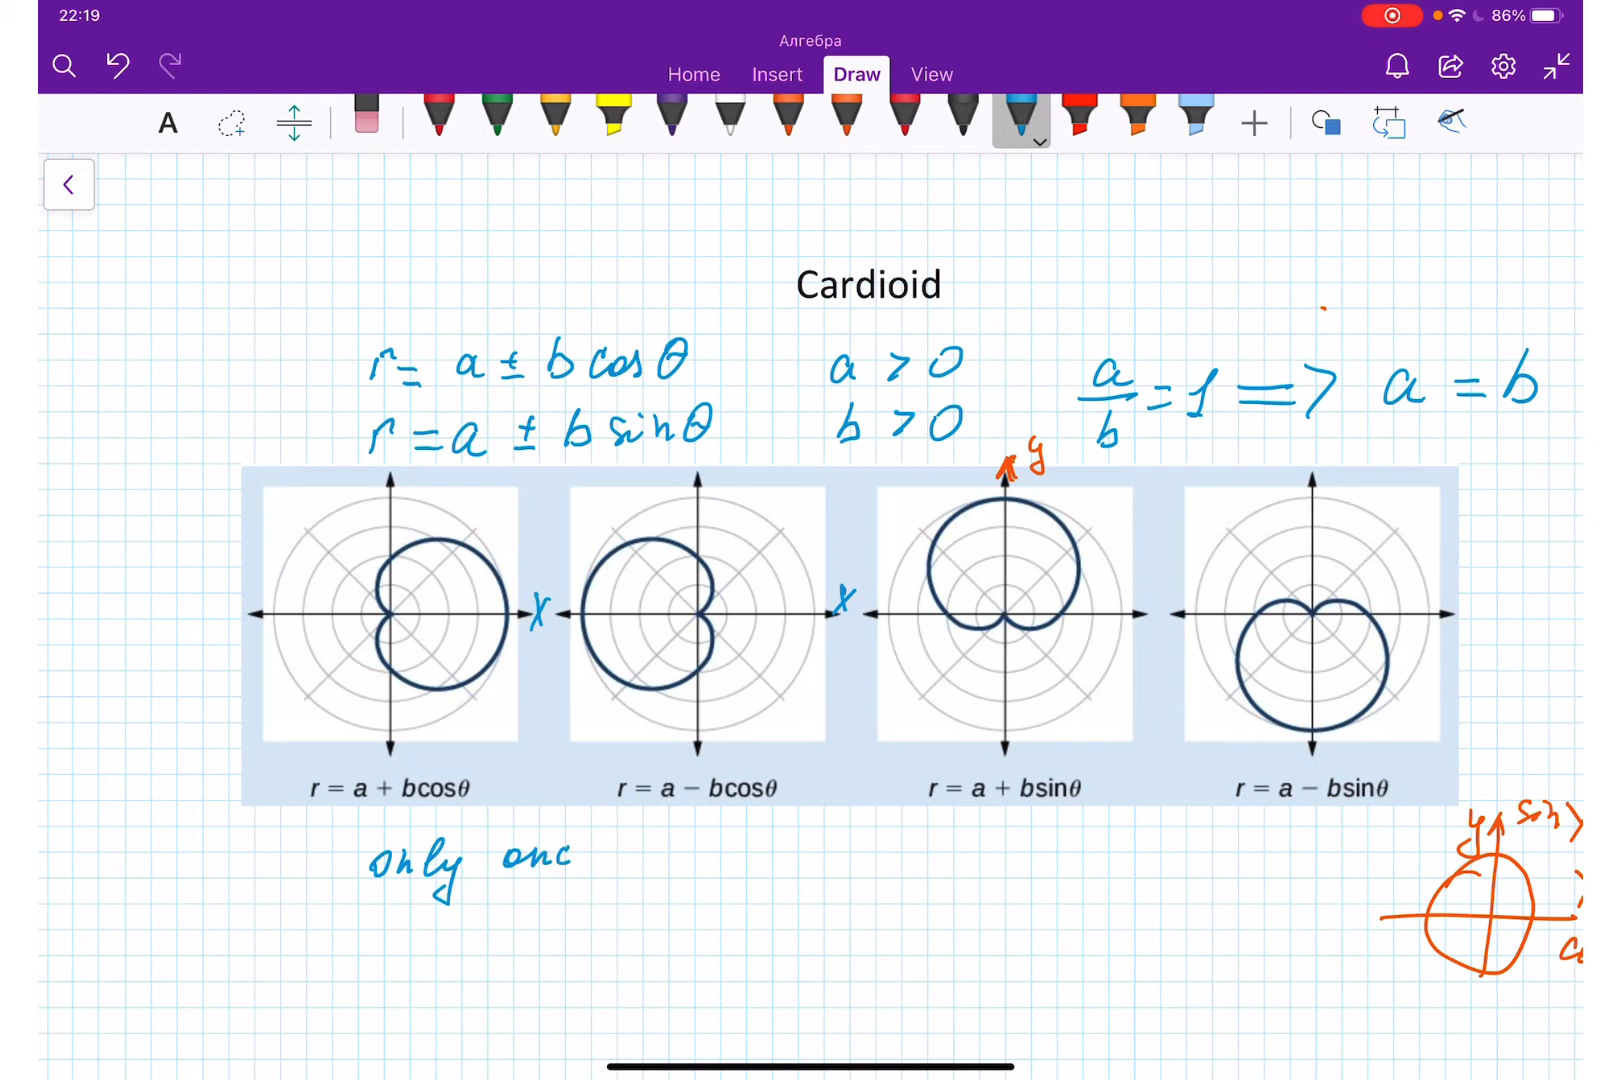 22:19
86%
Алгебра
Home Insert Draw View
A
Cardioid
r = a ± b cos θ
r = a ± b sin θ
a > 0
b > 0
a/b = 1 => a = b
y
x
x
r = a + bcosθ
r = a − bcosθ
r = a + bsinθ
r = a − bsinθ
only one
y sin